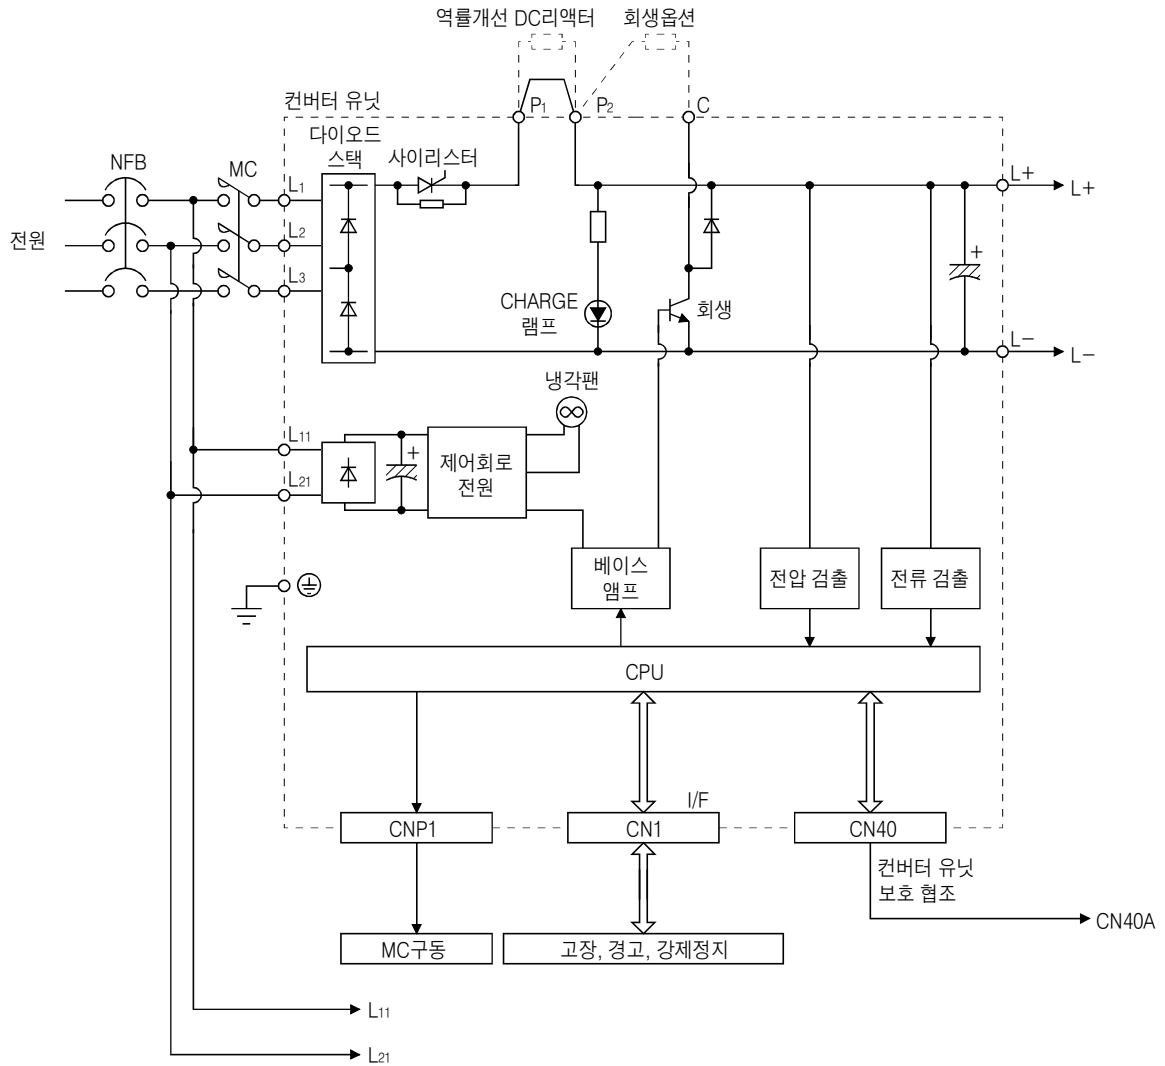 역률개선 DC리액터
회생옵션
컨버터 유닛
P1
P2
C
다이오드
스택
사이리스터
NFB
MC
L1
L+
L+
전원
L2
L3
CHARGE
램프
회생
L−
L−
냉각팬
L11
제어회로
전원
L21
베이스
앰프
전압 검출
전류 검출
CPU
I/F
CNP1
CN1
CN40
컨버터 유닛
보호 협조
CN40A
MC구동
고장, 경고, 강제정지
L11
L21